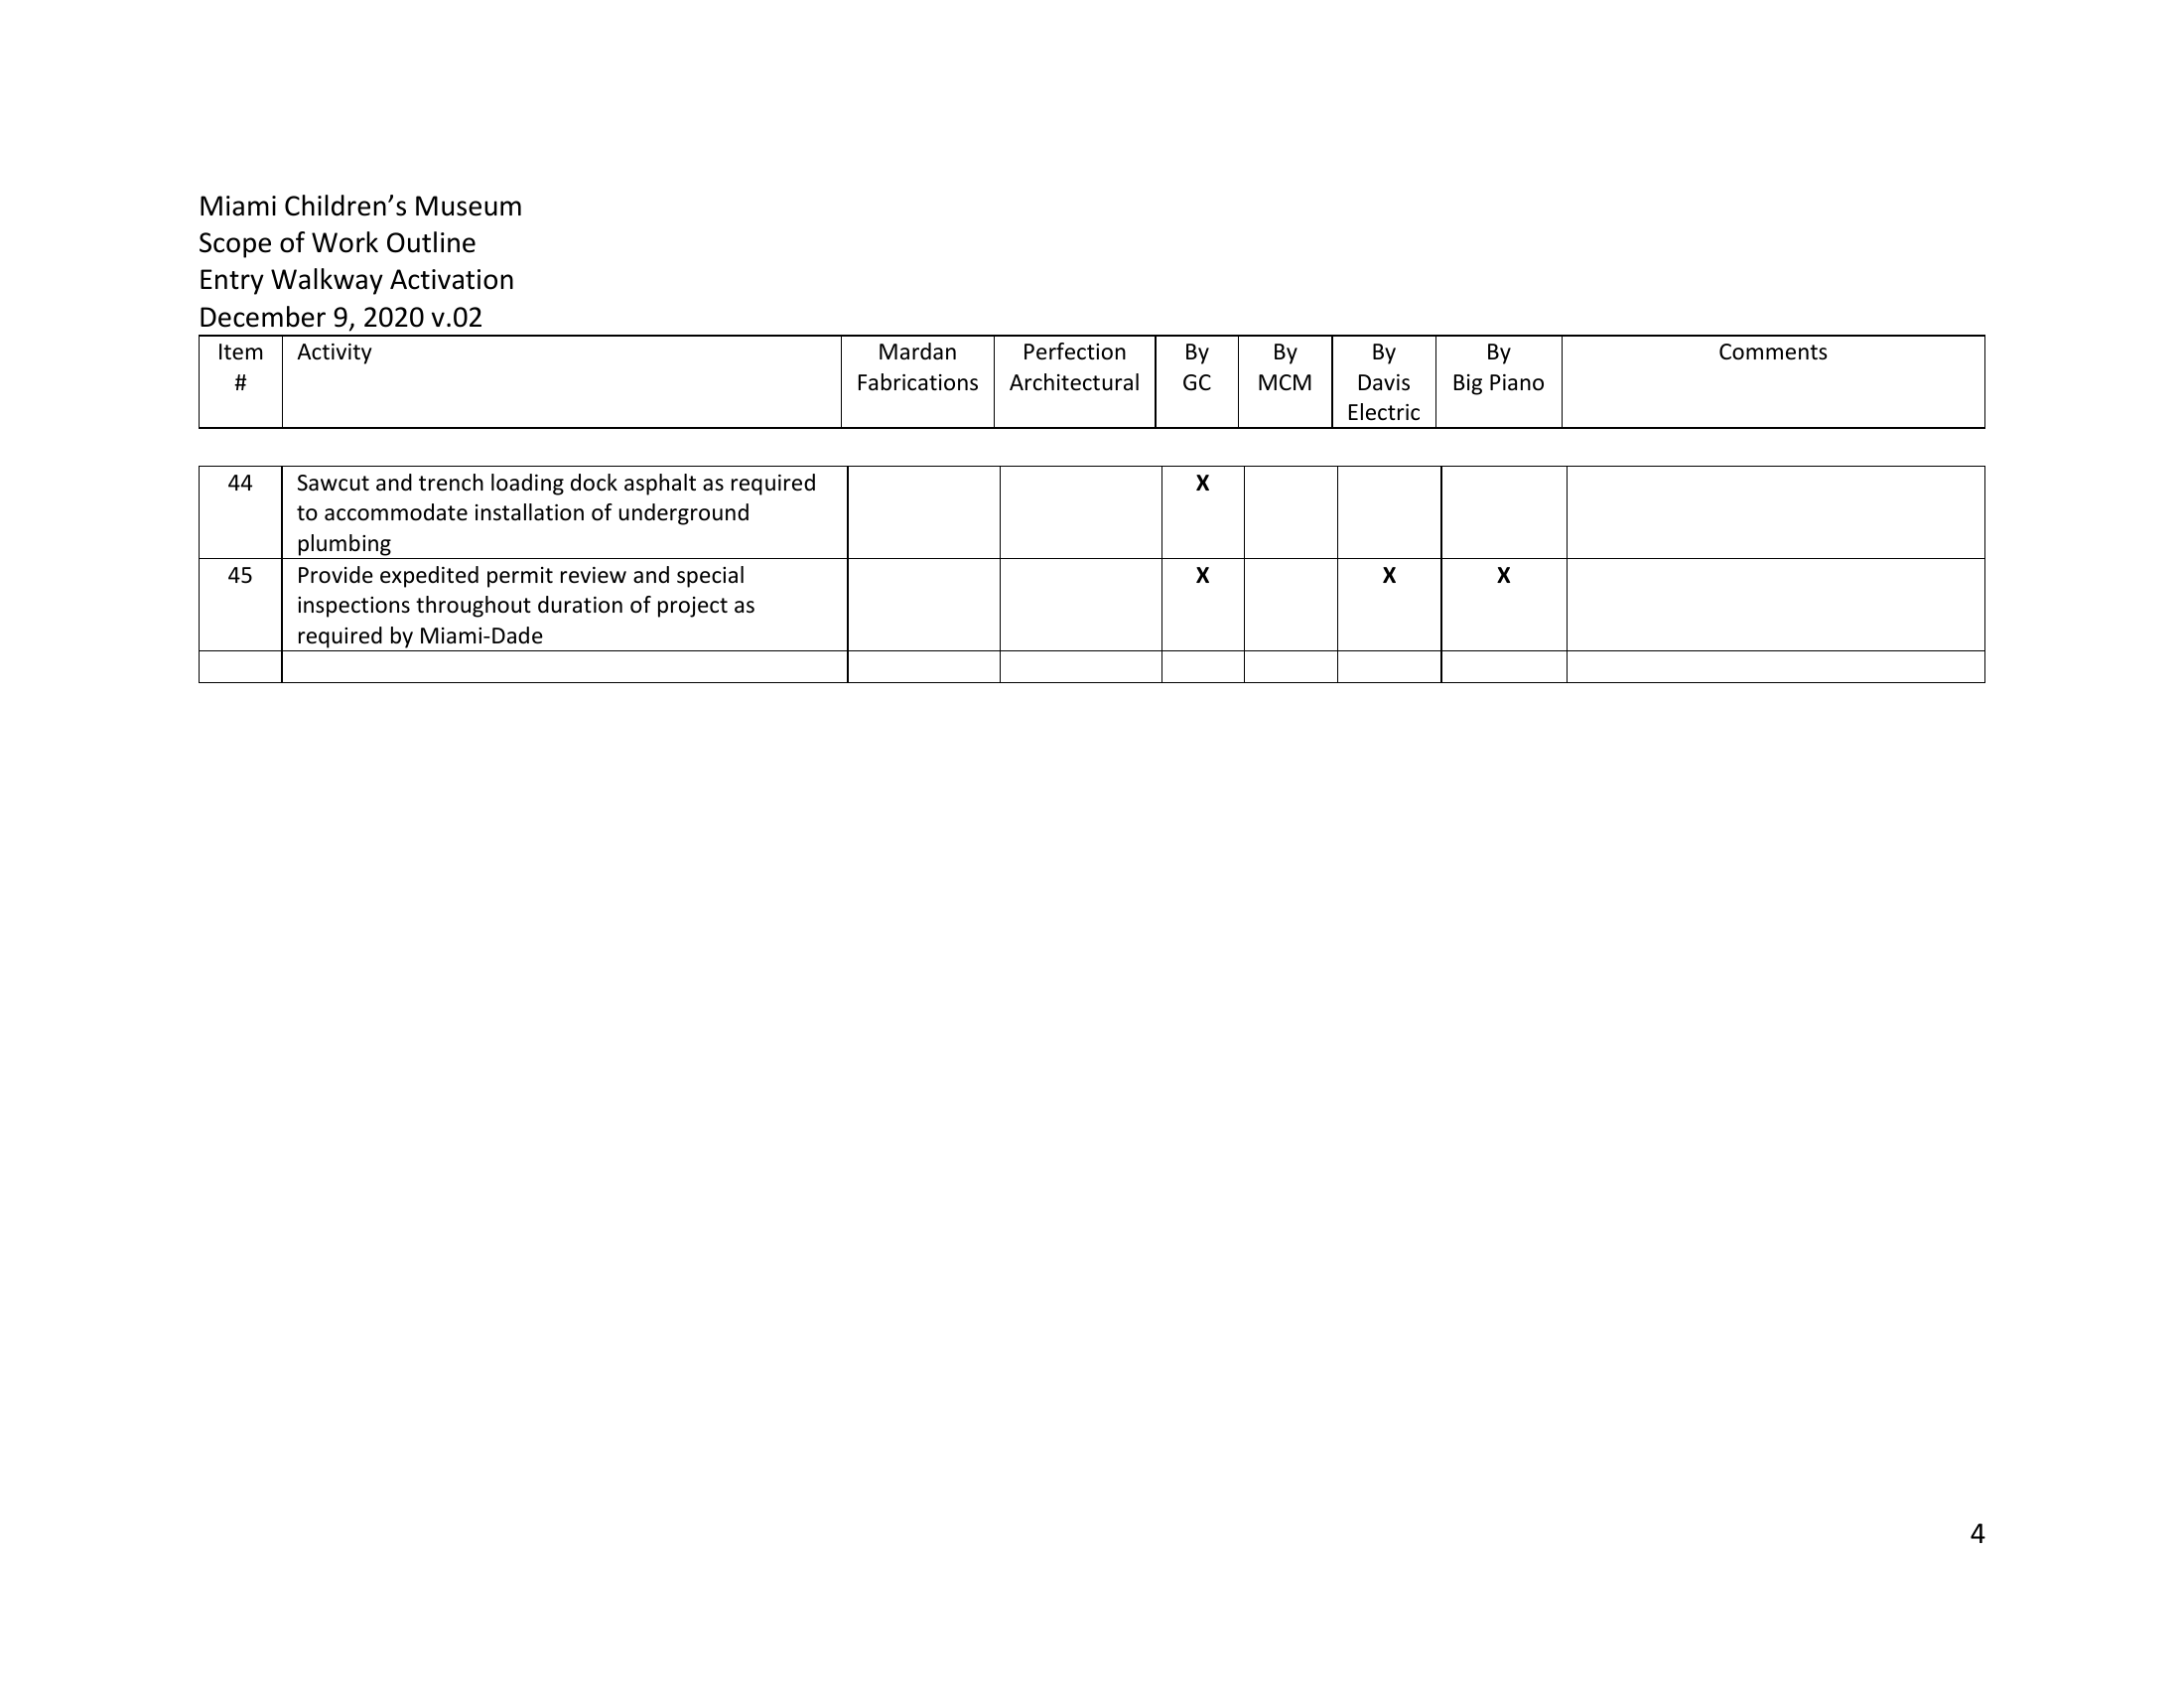 Miami Children’s Museum
Scope of Work Outline
Entry Walkway Activation
December 9, 2020 v.02
Item # Activity Mardan Fabrications Perfection Architectural By GC By MCM By Davis Electric By Big Piano Comments
44 Sawcut and trench loading dock asphalt as required X
to accommodate installation of underground
plumbing
45 Provide expedited permit review and special X X X
inspections throughout duration of project as
required by Miami-Dade
4